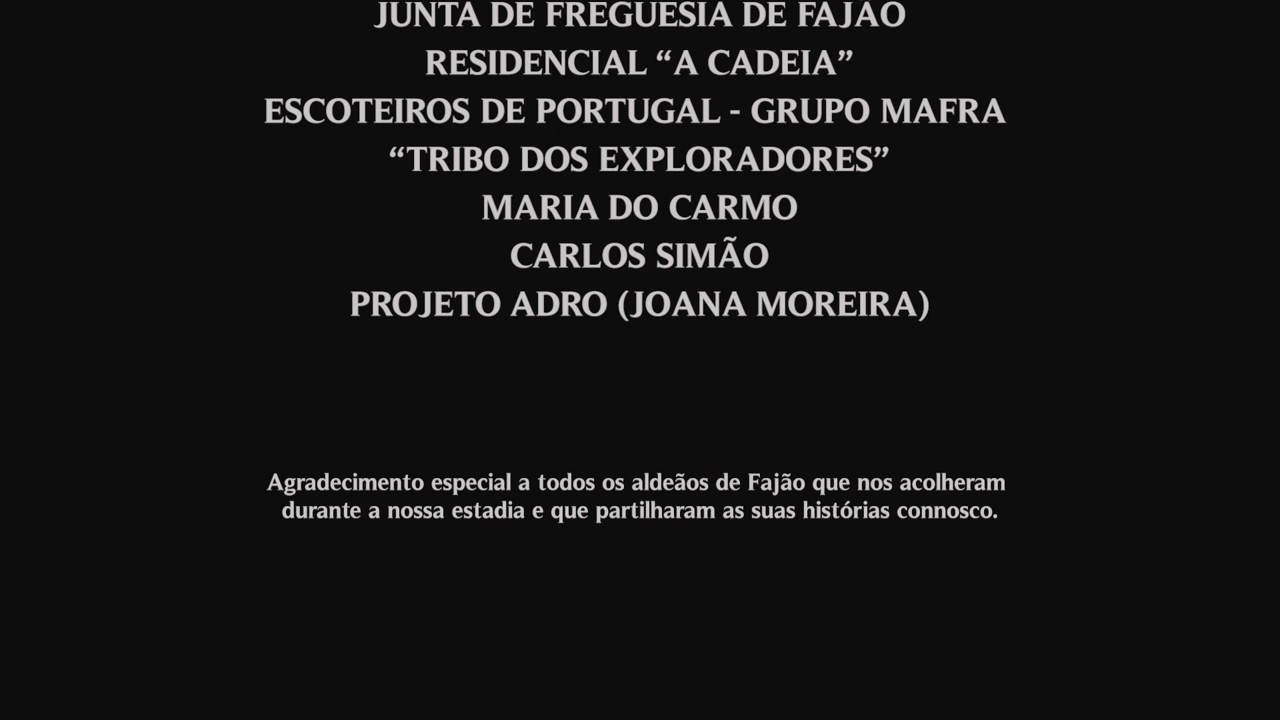 JUNTA DE FREGUESIA DE FAJÃO
RESIDENCIAL “A CADEIA”
ESCOTEIROS DE PORTUGAL - GRUPO MAFRA
“TRIBO DOS EXPLORADORES”
MARIA DO CARMO
CARLOS SIMÃO
PROJETO ADRO (JOANA MOREIRA)
Agradecimento especial a todos os aldeãos de Fajão que nos acolheram
durante a nossa estadia e que partilharam as suas histórias connosco.